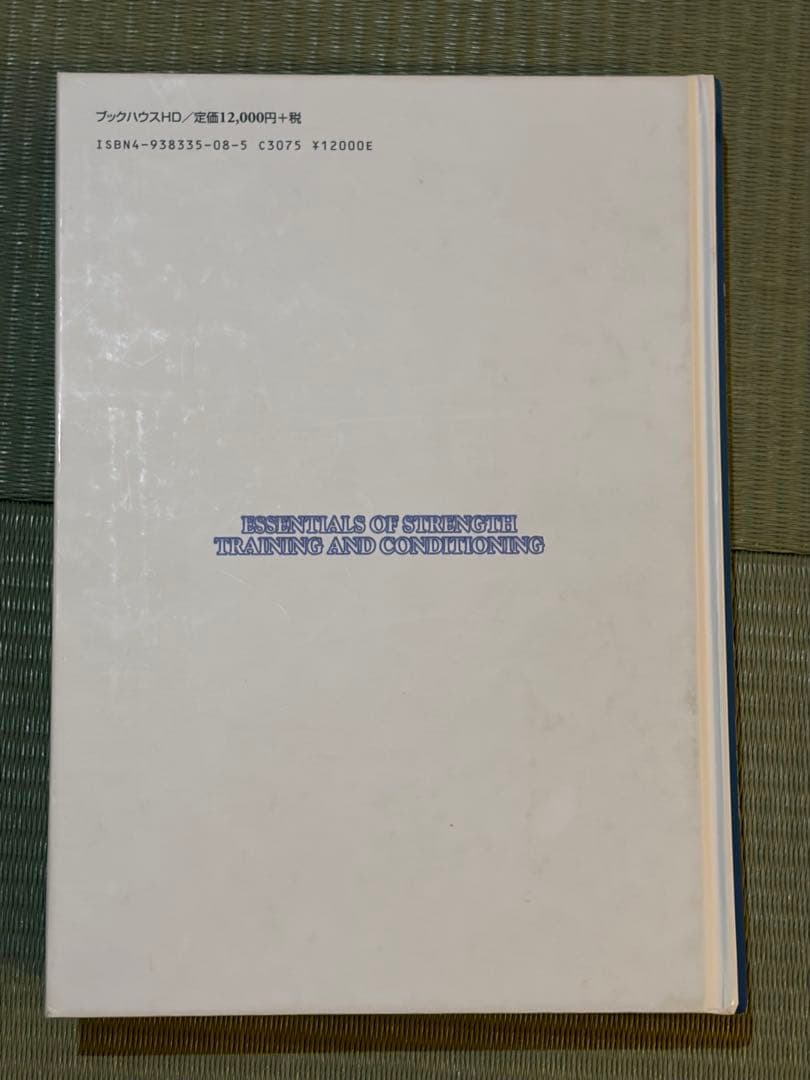 ブックハウスHD／定価12,000円＋税
ISBN4-938335-08-5 C3075 ¥12000E
ESSENTIALS OF STRENGTH
TRAINING AND CONDITIONING